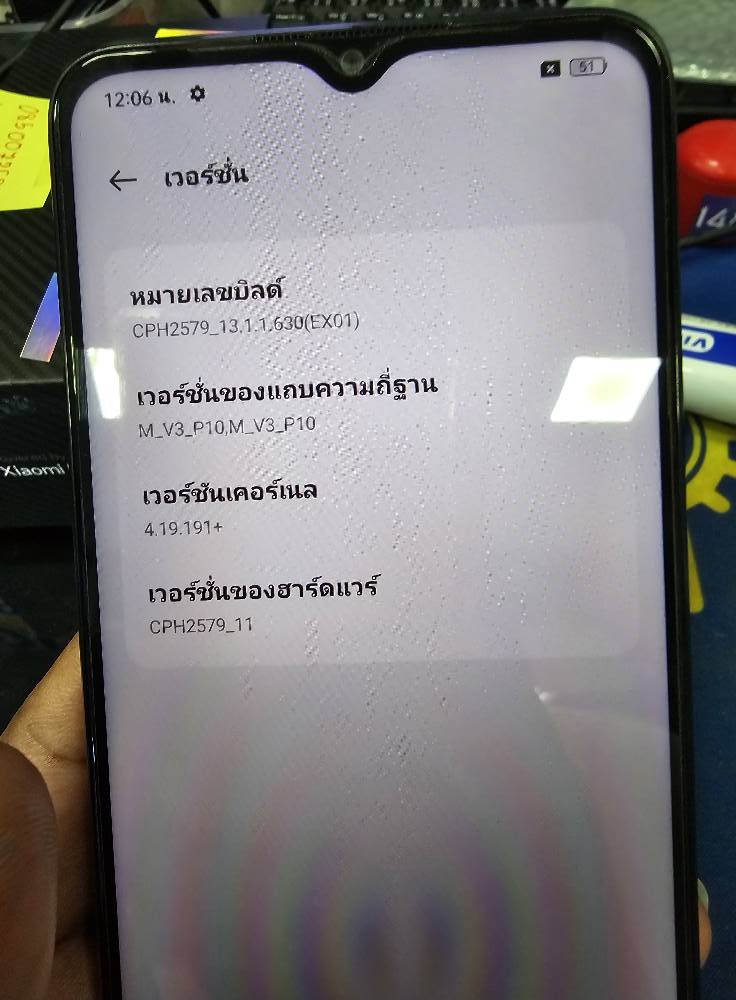 12:06 น.
51
เวอร์ชั่น
หมายเลขบิลด์
CPH2579_13.1.1.630(EX01)
เวอร์ชั่นของแถบความถี่ฐาน
M_V3_P10,M_V3_P10
เวอร์ชันเคอร์เนล
4.19.191+
เวอร์ชั่นของฮาร์ดแวร์
CPH2579_11
Xiaomi